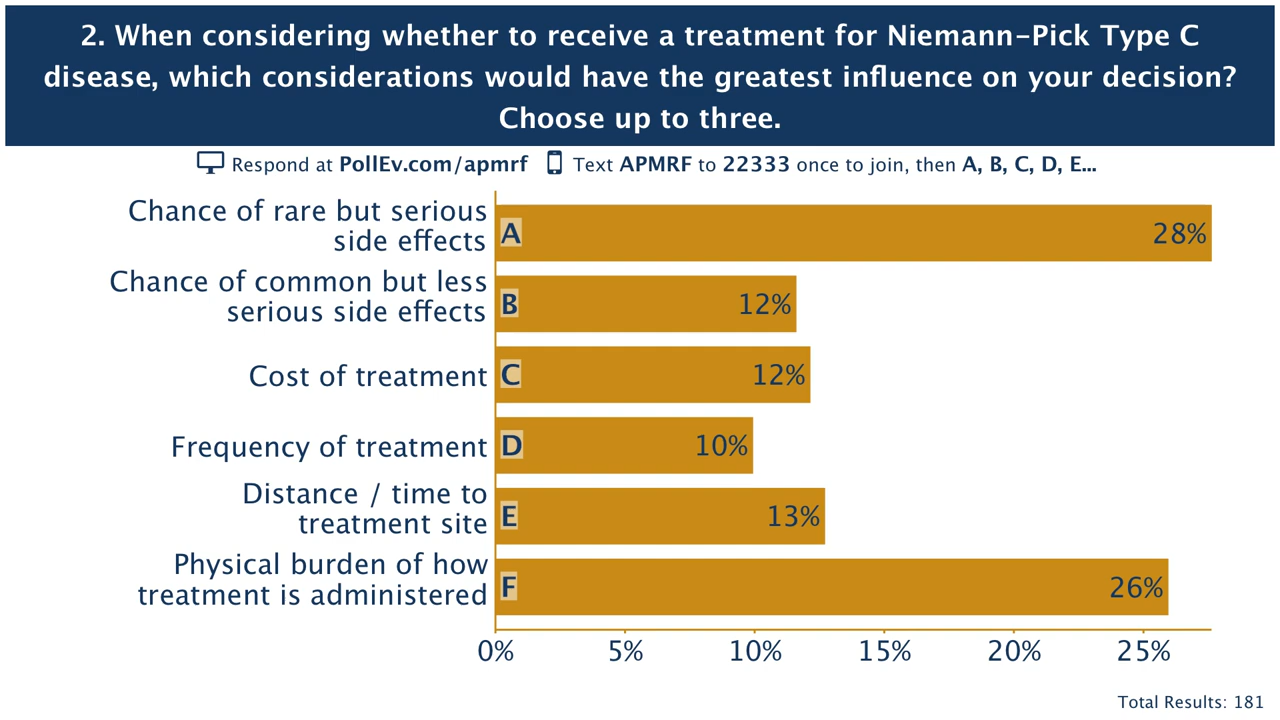 2. When considering whether to receive a treatment for Niemann-Pick Type C
disease, which considerations would have the greatest influence on your decision?
Choose up to three.
Respond at PollEv.com/apmrf Text APMRF to 22333 once to join, then A, B, C, D, E...
Chance of rare but serious
side effects
A
28%
Chance of common but less
serious side effects
B
12%
Cost of treatment
C
12%
Frequency of treatment
D
10%
Distance / time to
treatment site
E
13%
Physical burden of how
treatment is administered
F
26%
0% 5% 10% 15% 20% 25%
Total Results: 181